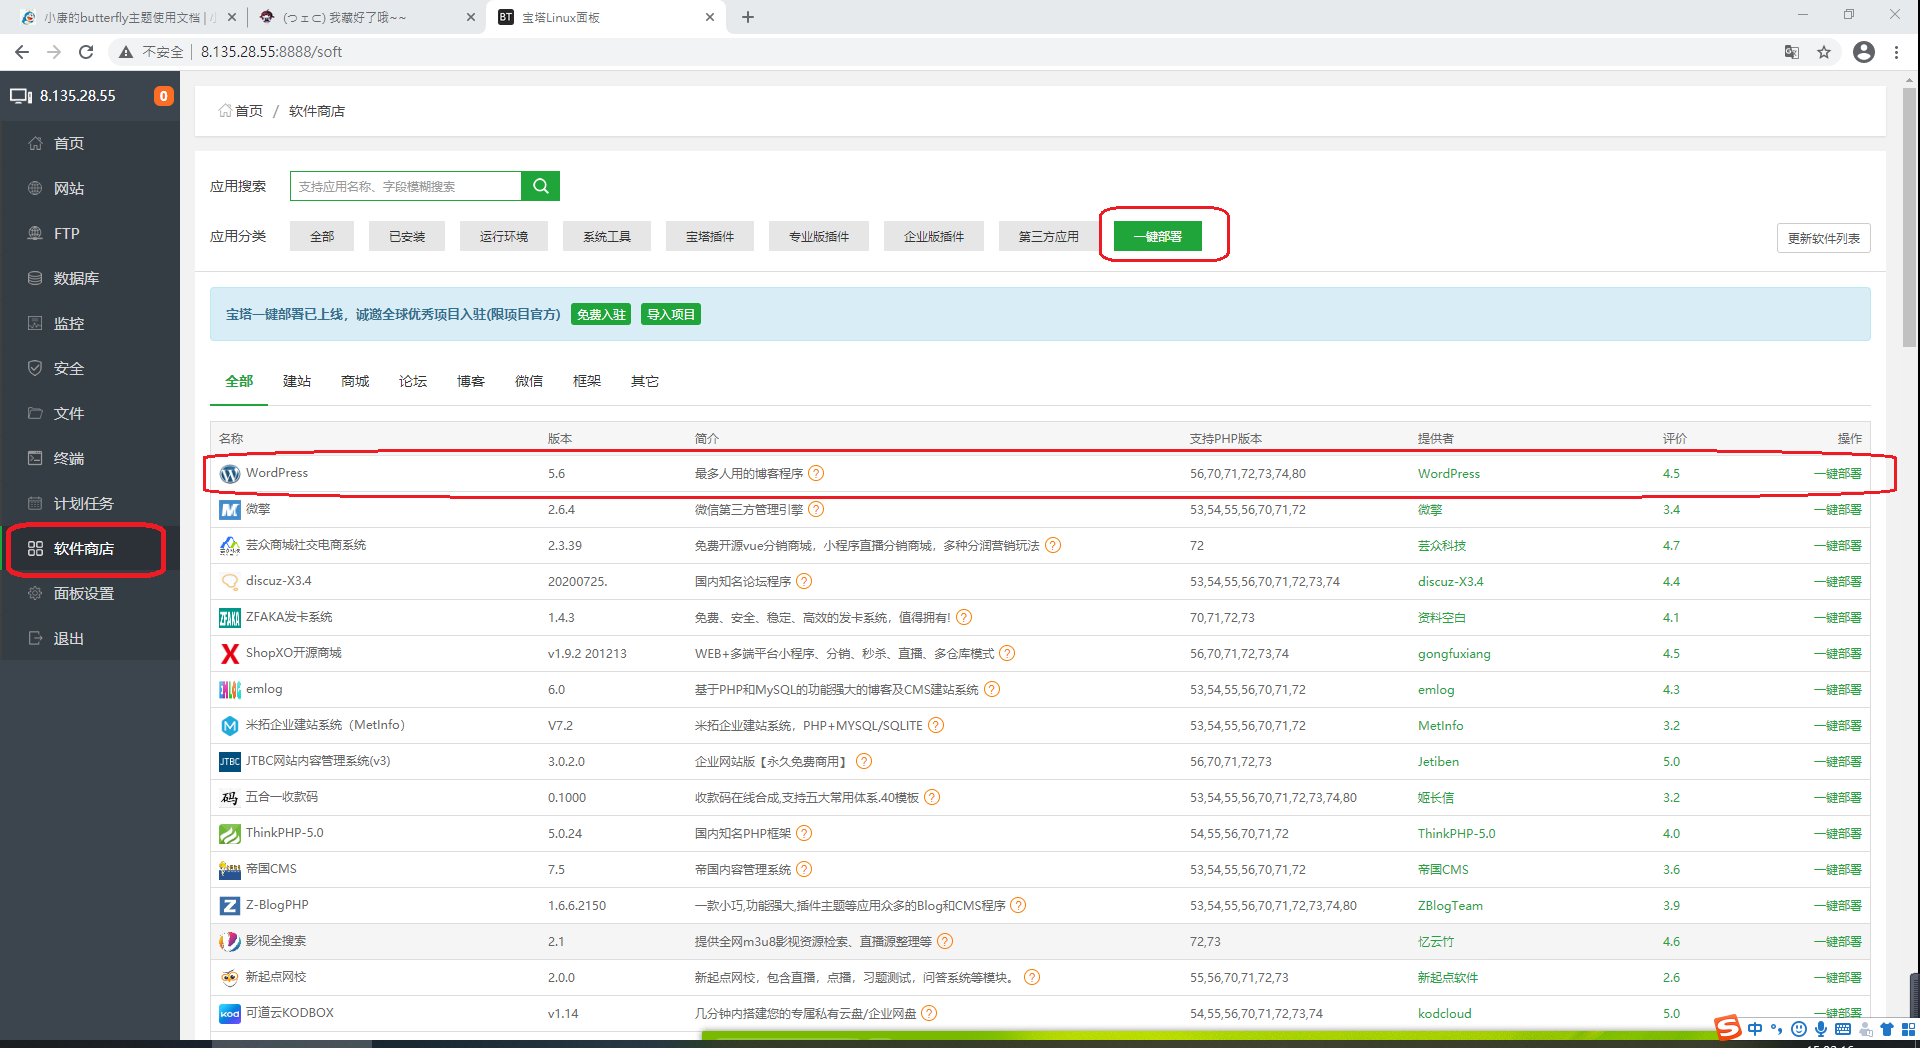 小康的butterfly主题使用文档 |
(つェ⊂) 我藏好了哦~~
BT 宝塔Linux面板
不安全 8.135.28.55:8888/soft
8.135.28.55 0
首页
网站
FTP
数据库
监控
安全
文件
终端
计划任务
软件商店
面板设置
退出
首页 / 软件商店
应用搜索 支持应用名称、字段模糊搜索
应用分类 全部 已安装 运行环境 系统工具 宝塔插件 专业版插件 企业版插件 第三方应用 一键部署 更新软件列表
宝塔一键部署已上线，诚邀全球优秀项目入驻(限项目官方) 免费入驻 导入项目
全部 建站 商城 论坛 博客 微信 框架 其它
名称 版本 简介 支持PHP版本 提供者 评价 操作
WordPress 5.6 最多人用的博客程序 ? 56,70,71,72,73,74,80 WordPress 4.5 一键部署
微擎 2.6.4 微信第三方管理引擎 ? 53,54,55,56,70,71,72 微擎 3.4 一键部署
芸众商城社交电商系统 2.3.39 免费开源vue分销商城，小程序直播分销商城，多种分润营销玩法 ? 72 芸众科技 4.7 一键部署
discuz-X3.4 20200725. 国内知名论坛程序 ? 53,54,55,56,70,71,72,73,74 discuz-X3.4 4.4 一键部署
ZFAKA ZFAKA发卡系统 1.4.3 免费、安全、稳定、高效的发卡系统，值得拥有! ? 70,71,72,73 资料空白 4.1 一键部署
ShopXO开源商城 v1.9.2 201213 WEB+多端平台小程序、分销、秒杀、直播、多仓库模式 ? 56,70,71,72,73,74 gongfuxiang 4.5 一键部署
emlog 6.0 基于PHP和MySQL的功能强大的博客及CMS建站系统 ? 53,54,55,56,70,71,72 emlog 4.3 一键部署
米拓企业建站系统（MetInfo） V7.2 米拓企业建站系统，PHP+MYSQL/SQLITE ? 53,54,55,56,70,71,72 MetInfo 3.2 一键部署
JTBC JTBC网站内容管理系统(v3) 3.0.2.0 企业网站版【永久免费商用】 ? 56,70,71,72,73 Jetiben 5.0 一键部署
码 五合一收款码 0.1000 收款码在线合成,支持五大常用体系.40模板 ? 53,54,55,56,70,71,72,73,74,80 姬长信 3.2 一键部署
ThinkPHP-5.0 5.0.24 国内知名PHP框架 ? 54,55,56,70,71,72 ThinkPHP-5.0 4.0 一键部署
帝国CMS 7.5 帝国内容管理系统 ? 53,54,55,56,70,71,72 帝国CMS 3.6 一键部署
Z Z-BlogPHP 1.6.6.2150 一款小巧,功能强大,插件主题等应用众多的Blog和CMS程序 ? 53,54,55,56,70,71,72,73,74,80 ZBlogTeam 3.9 一键部署
影视全搜索 2.1 提供全网m3u8影视资源检索、直播源整理等 ? 72,73 忆云竹 4.6 一键部署
新起点网校 2.0.0 新起点网校，包含直播，点播，习题测试，问答系统等模块。 ? 55,56,70,71,72,73 新起点软件 2.6 一键部署
kod 可道云KODBOX v1.14 几分钟内搭建您的专属私有云盘/企业网盘 ? 54,55,56,70,71,72,73,74 kodcloud 5.0 一键部署
S 中